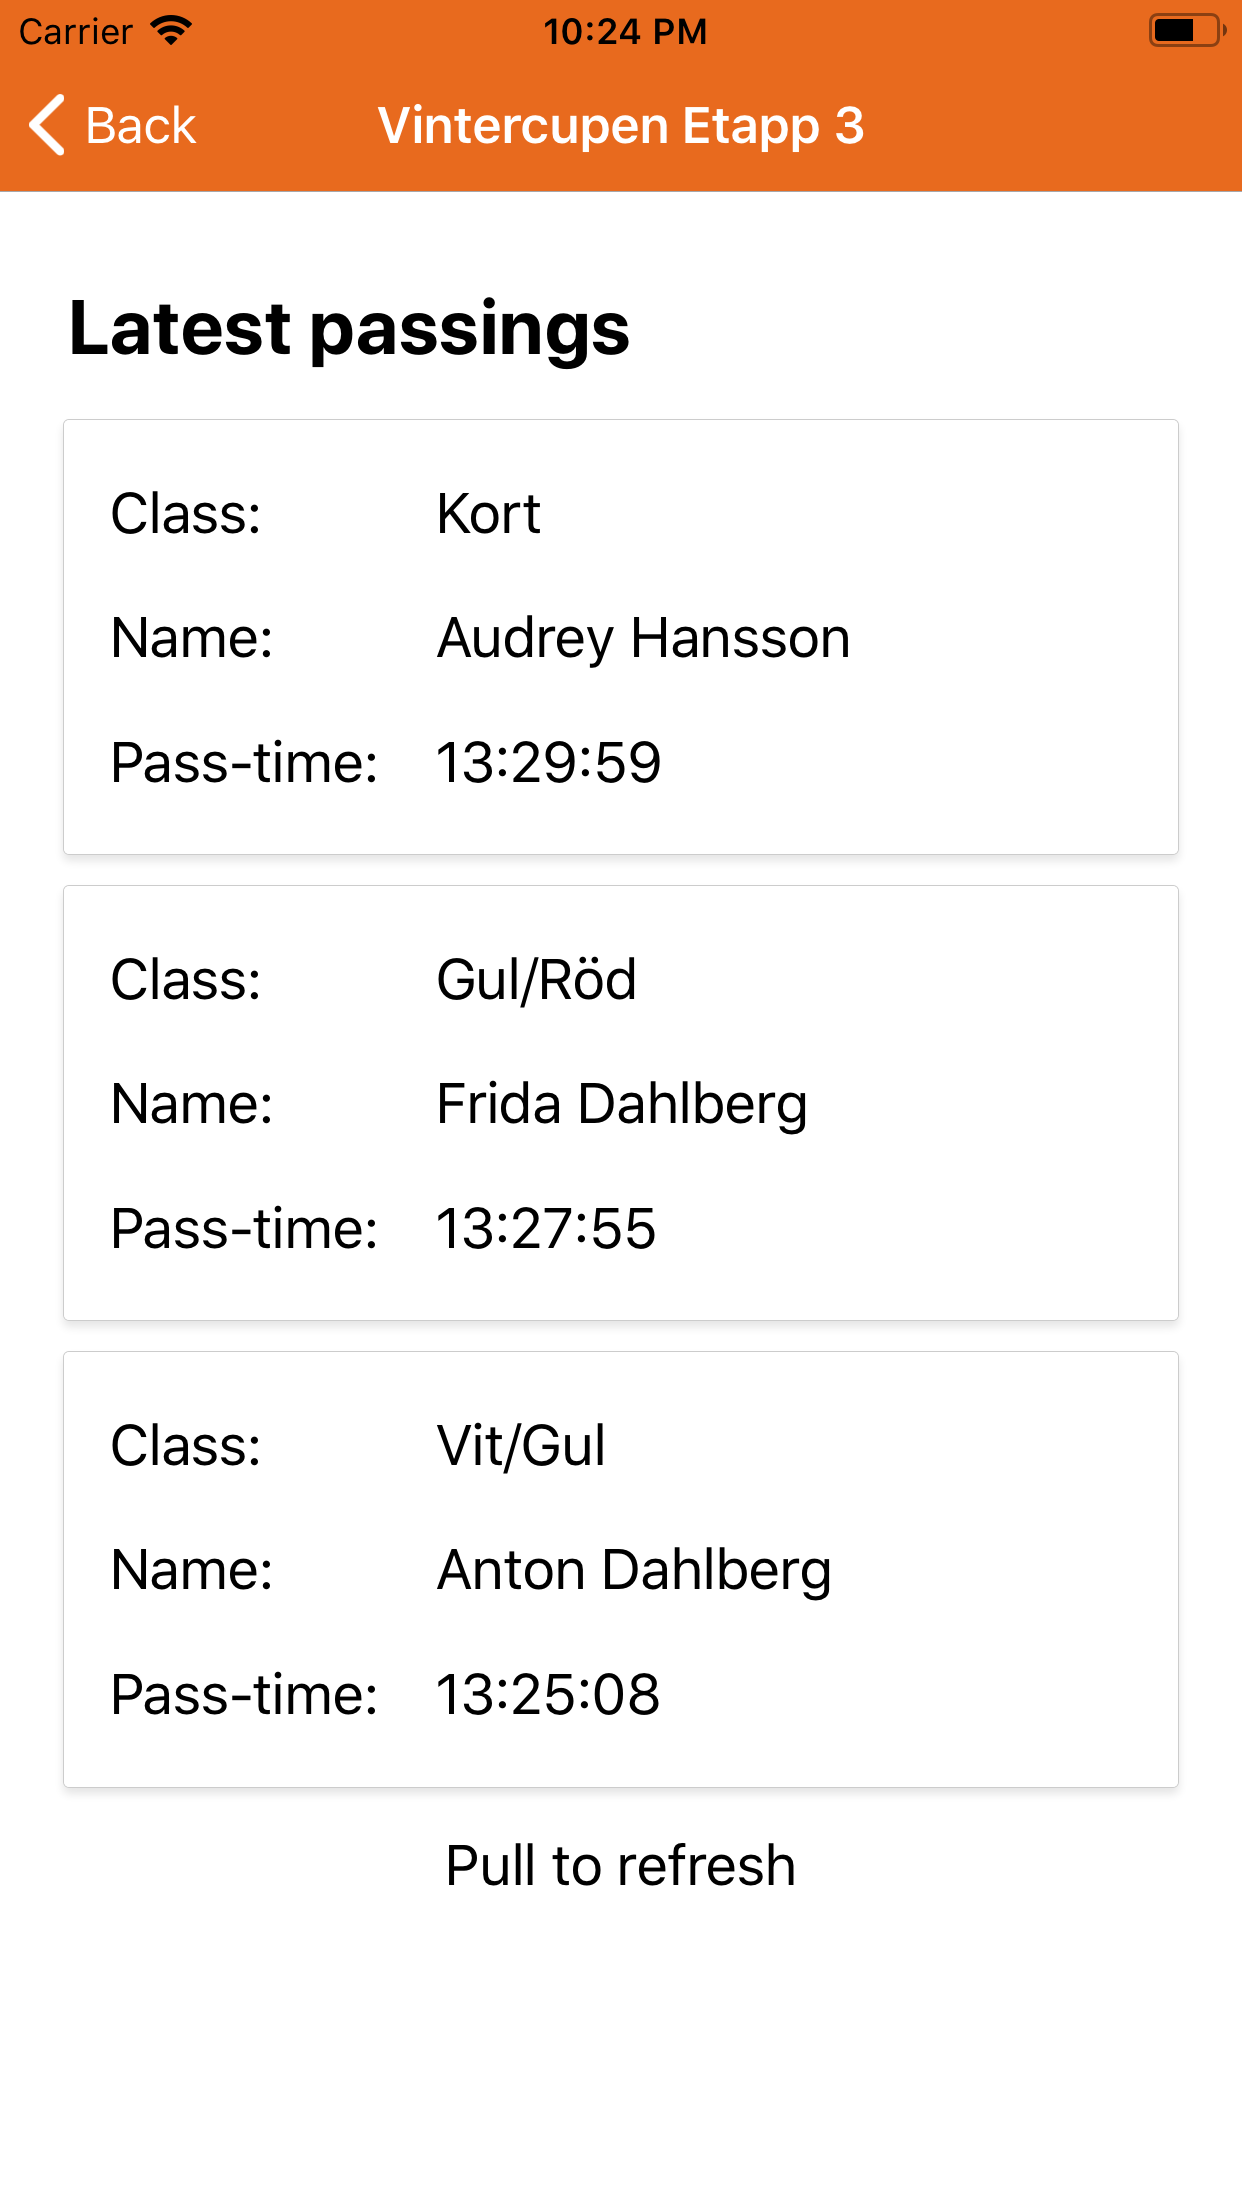 Carrier 10:24 PM
Back Vintercupen Etapp 3
Latest passings
Class: Kort
Name: Audrey Hansson
Pass-time: 13:29:59
Class: Gul/Röd
Name: Frida Dahlberg
Pass-time: 13:27:55
Class: Vit/Gul
Name: Anton Dahlberg
Pass-time: 13:25:08
Pull to refresh